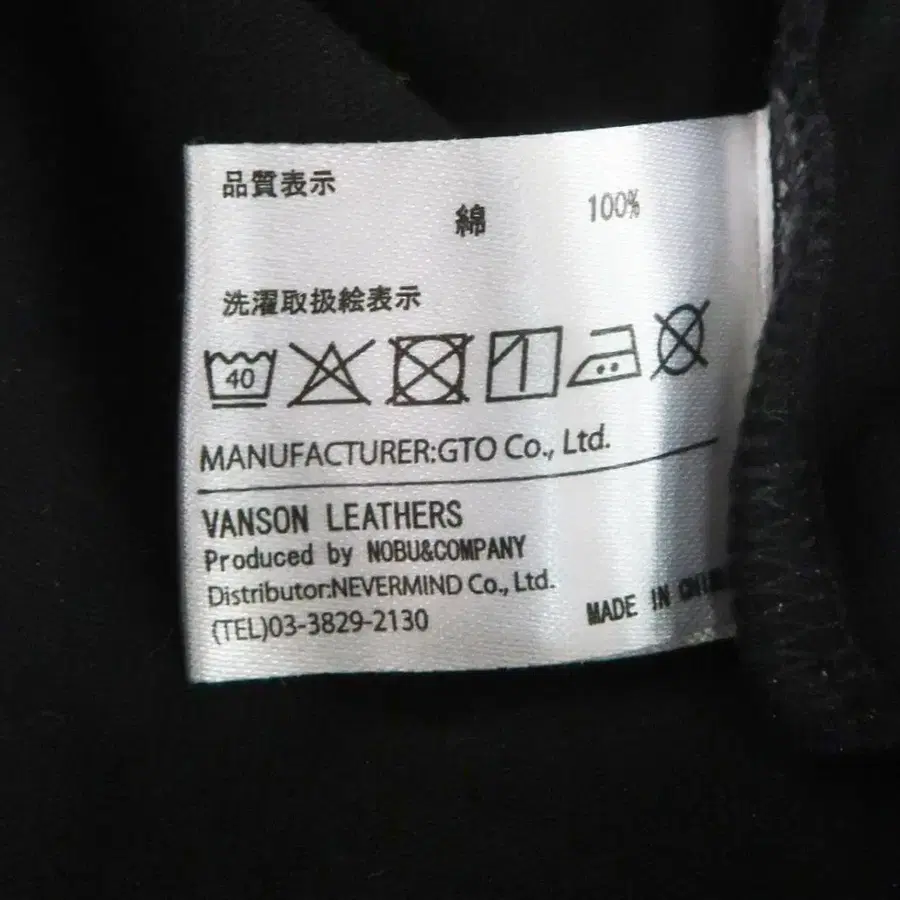 品質表示
綿 100%
洗濯取扱絵表示
40
MANUFACTURER:GTO Co., Ltd.
VANSON LEATHERS
Produced by NOBU&COMPANY
Distributor:NEVERMIND Co., Ltd.
(TEL)03-3829-2130
MADE IN